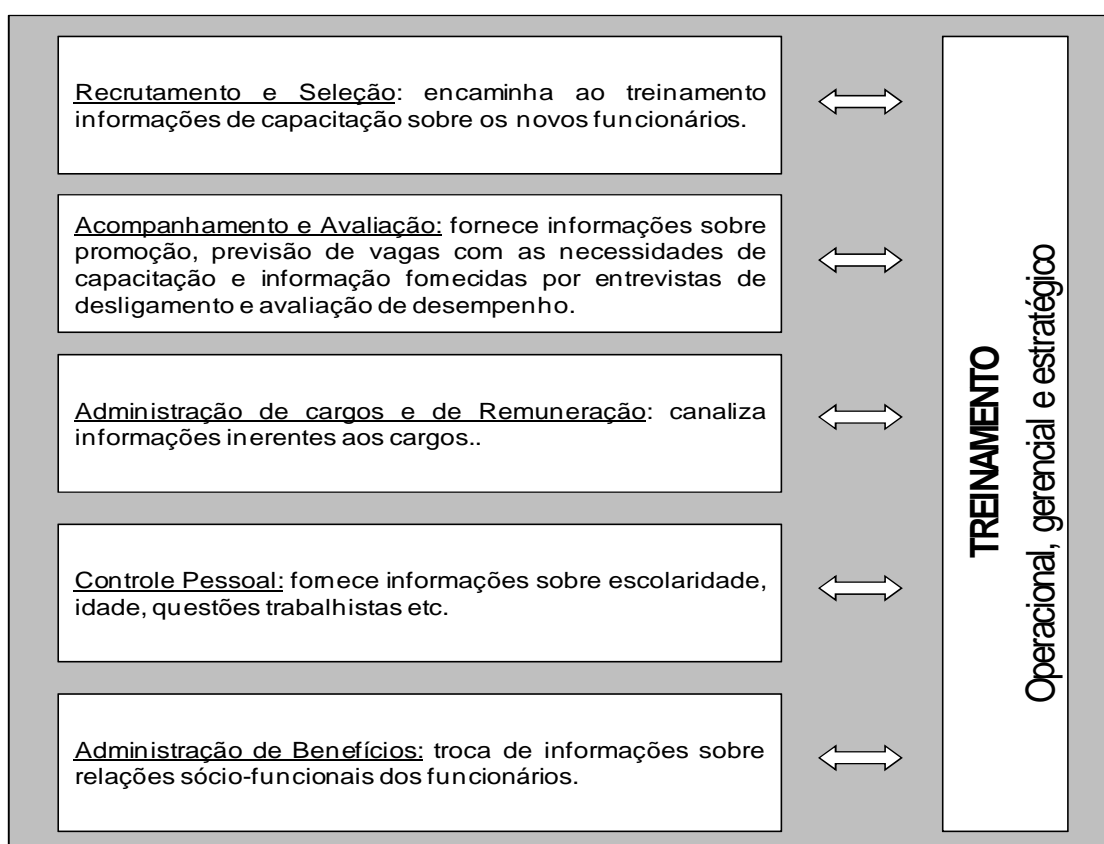 Recrutamento e Seleção: encaminha ao treinamento
informações de capacitação sobre os novos funcionários.
Acompanhamento e Avaliação: fornece informações sobre
promoção, previsão de vagas com as necessidades de
capacitação e informação fornecidas por entrevistas de
desligamento e avaliação de desempenho.
Administração de cargos e de Remuneração: canaliza
informações inerentes aos cargos..
Controle Pessoal: fornece informações sobre escolaridade,
idade, questões trabalhistas etc.
Administração de Benefícios: troca de informações sobre
relações sócio-funcionais dos funcionários.
TREINAMENTO
Operacional, gerencial e estratégico